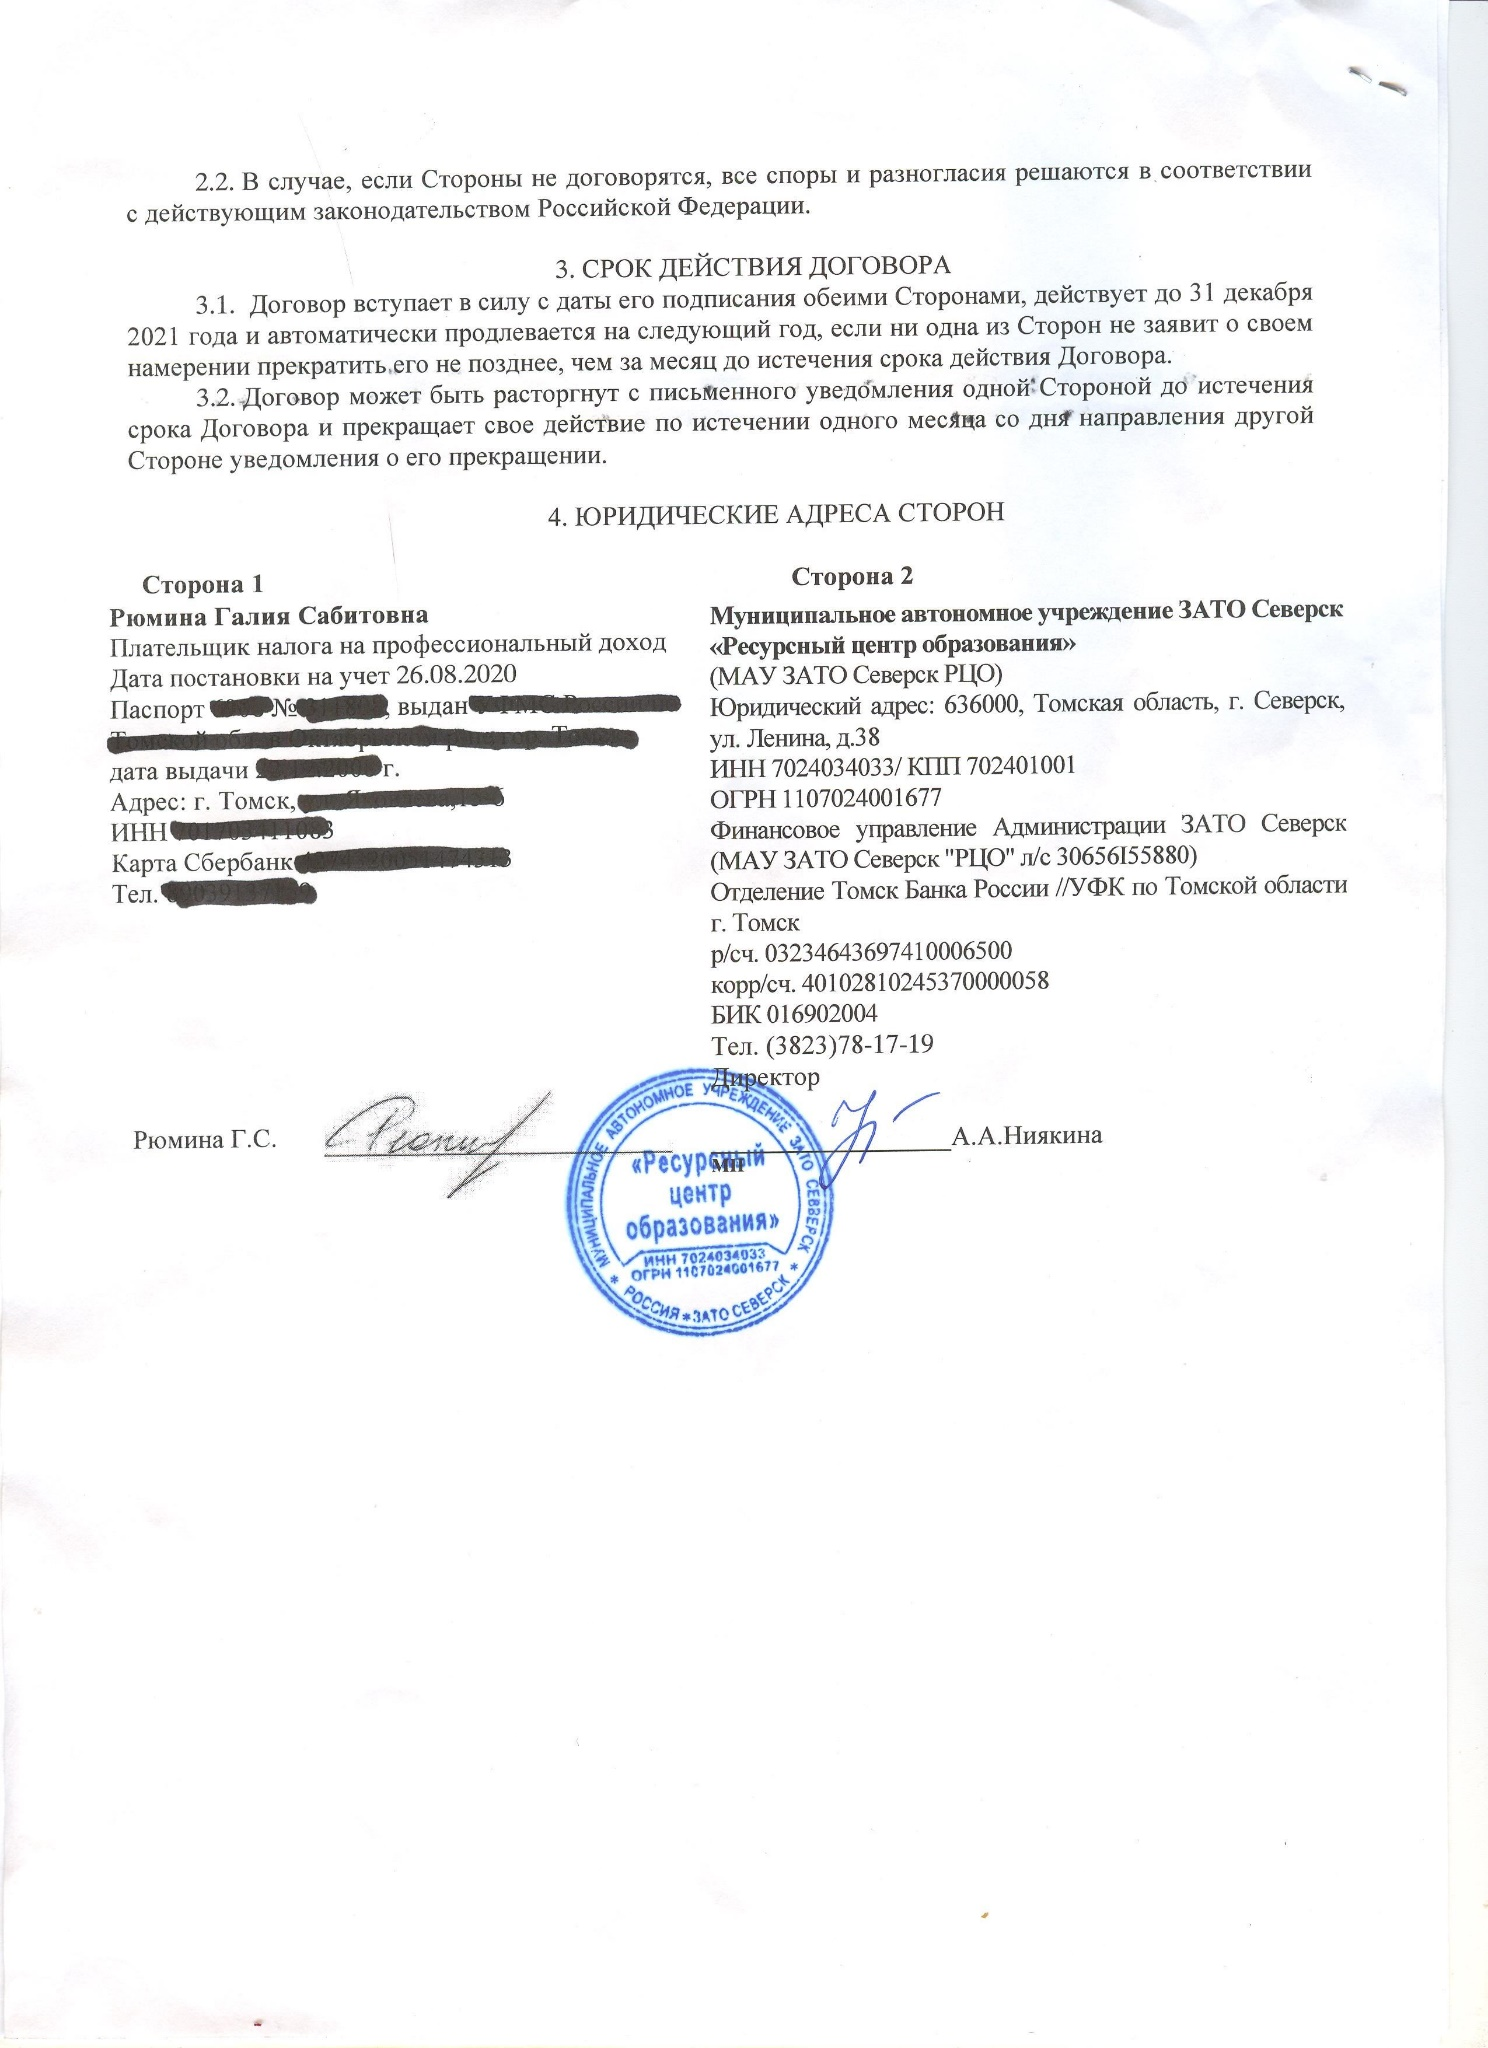 2.2. В случае, если Стороны не договорятся, все споры и разногласия решаются в соответствии
с действующим законодательством Российской Федерации.
3. СРОК ДЕЙСТВИЯ ДОГОВОРА
3.1. Договор вступает в силу с даты его подписания обеими Сторонами, действует до 31 декабря
2021 года и автоматически продлевается на следующий год, если ни одна из Сторон не заявит о своем
намерении прекратить его не позднее, чем за месяц до истечения срока действия Договора.
3.2. Договор может быть расторгнут с письменного уведомления одной Стороной до истечения
срока Договора и прекращает свое действие по истечении одного месяца со дня направления другой
Стороне уведомления о его прекращении.
4. ЮРИДИЧЕСКИЕ АДРЕСА СТОРОН
Сторона 1
Рюмина Галия Сабитовна
Плательщик налога на профессиональный доход
Дата постановки на учет 26.08.2020
Паспорт № , выдан
дата выдачи г.
Адрес: г. Томск,
ИНН
Карта Сбербанк
Тел.
Сторона 2
Муниципальное автономное учреждение ЗАТО Северск
«Ресурсный центр образования»
(МАУ ЗАТО Северск РЦО)
Юридический адрес: 636000, Томская область, г. Северск,
ул. Ленина, д.38
ИНН 7024034033/ КПП 702401001
ОГРН 1107024001677
Финансовое управление Администрации ЗАТО Северск
(МАУ ЗАТО Северск "РЦО" л/с 30656I55880)
Отделение Томск Банка России //УФК по Томской области
г. Томск
р/сч. 03234643697410006500
корр/сч. 40102810245370000058
БИК 016902004
Тел. (3823)78-17-19
Директор
Рюмина Г.С.
А.А.Ниякина
мп
МУНИЦИПАЛЬНОЕ АВТОНОМНОЕ УЧРЕЖДЕНИЕ ЗАТО СЕВЕРСК
«Ресурсный
центр
образования»
ИНН 7024034033
ОГРН 1107024001677
* РОССИЯ * ЗАТО СЕВЕРСК *